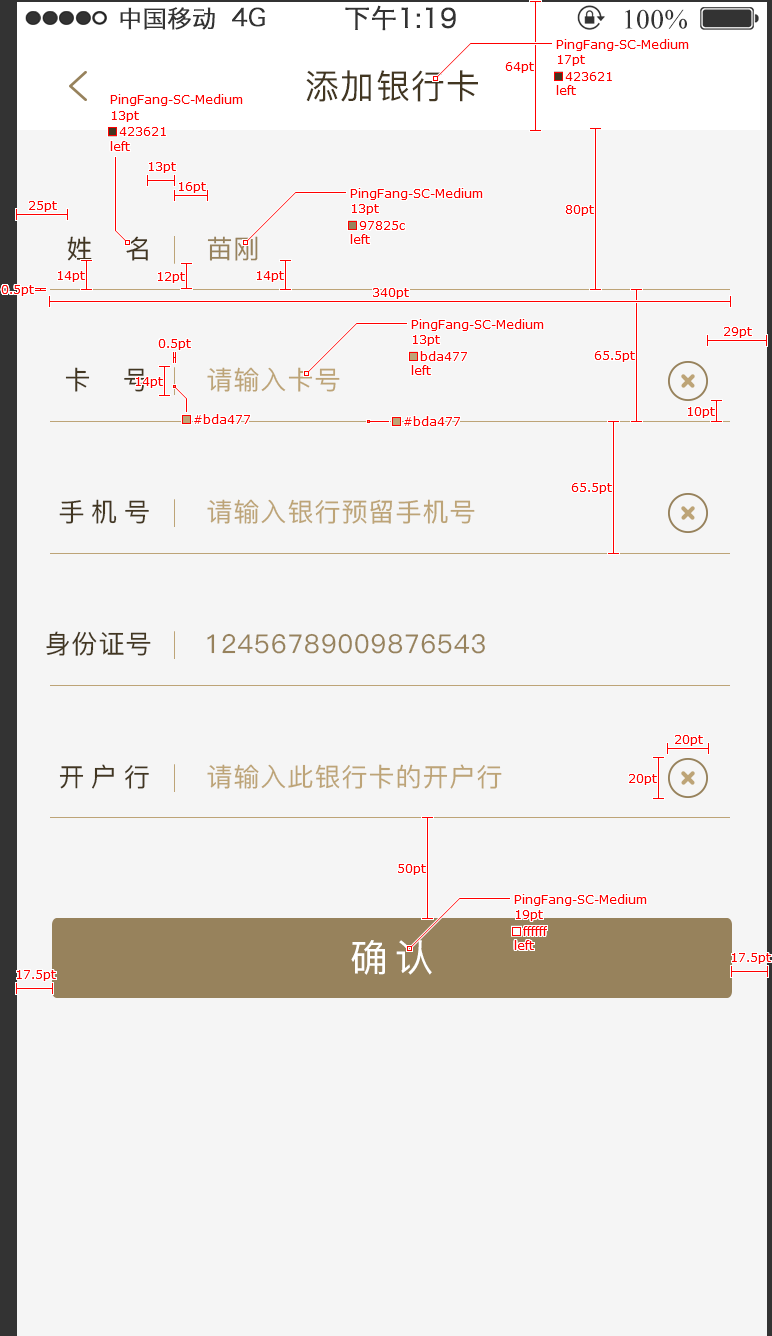 中国移动 4G 下午1:19 100%
添加银行卡
PingFang-SC-Medium
17pt
423621
left
64pt
PingFang-SC-Medium
13pt
423621
left
13pt
16pt
25pt
PingFang-SC-Medium
13pt
97825c
left
80pt
姓 名 苗刚
14pt
12pt
14pt
0.5pt
340pt
PingFang-SC-Medium
13pt
bda477
left
0.5pt
65.5pt
29pt
卡 号 请输入卡号
14pt
10pt
#bda477
#bda477
65.5pt
手机号 请输入银行预留手机号
身份证号 12456789009876543
20pt
20pt
开户行 请输入此银行卡的开户行
50pt
PingFang-SC-Medium
19pt
ffffff
left
确认
17.5pt
17.5pt